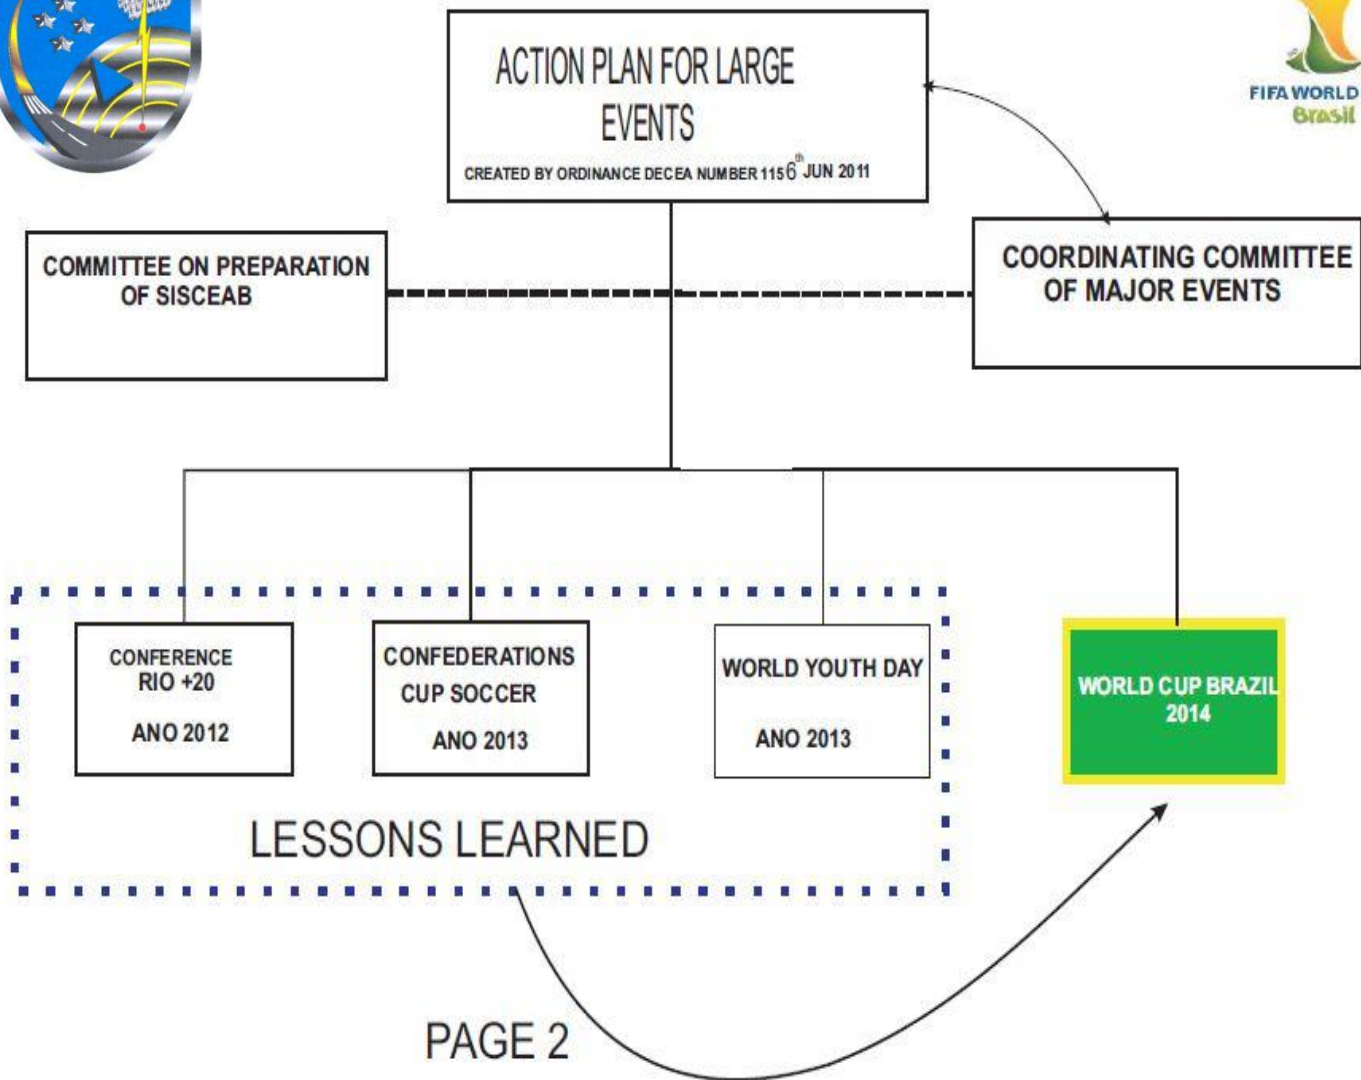 ACTION PLAN FOR LARGE
EVENTS
CREATED BY ORDINANCE DECEA NUMBER 115 6th JUN 2011
FIFA WORLD
Brasil
COMMITTEE ON PREPARATION
OF SISCEAB
COORDINATING COMMITTEE
OF MAJOR EVENTS
CONFERENCE
RIO +20
ANO 2012
CONFEDERATIONS
CUP SOCCER
ANO 2013
WORLD YOUTH DAY
ANO 2013
WORLD CUP BRAZIL
2014
LESSONS LEARNED
PAGE 2